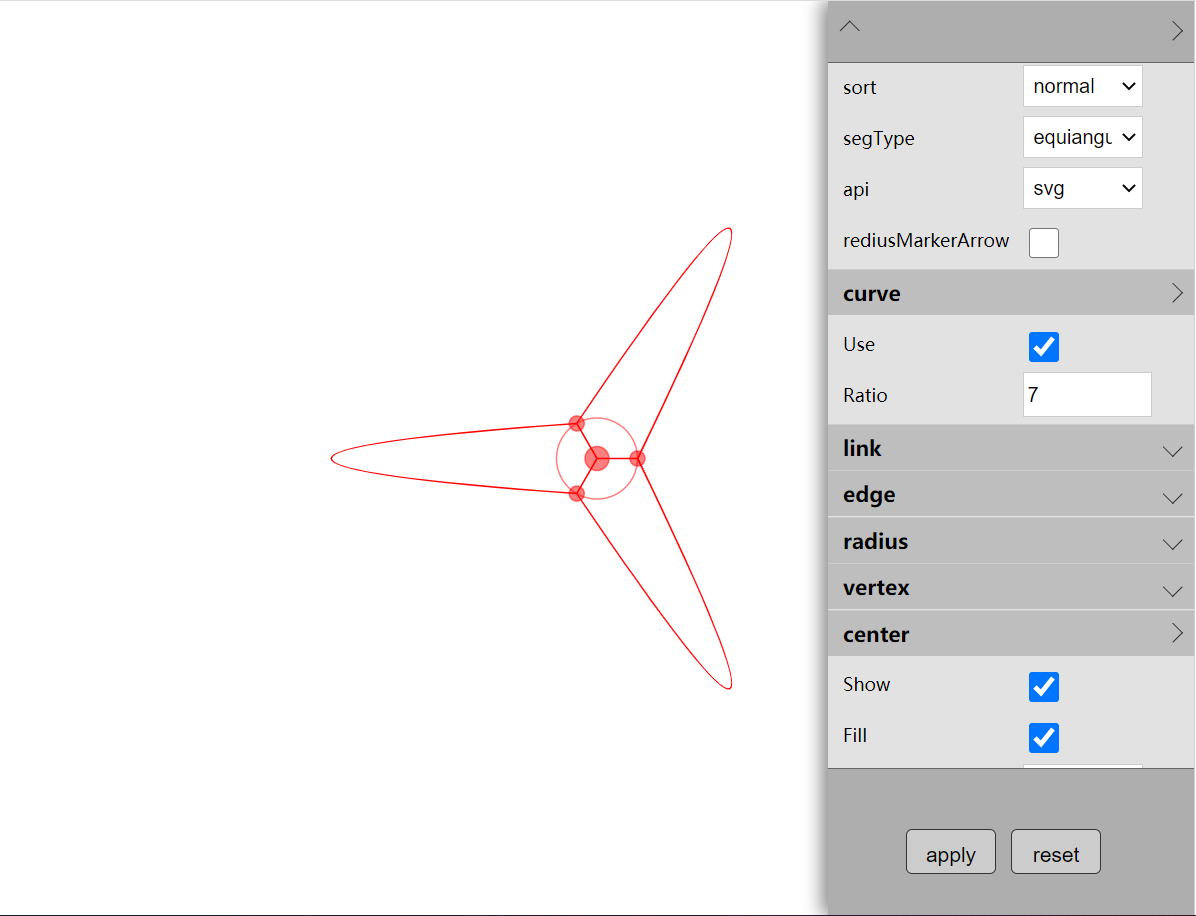 sort normal
segType equiangu
api svg
rediusMarkerArrow
curve
Use
Ratio 7
link
edge
radius
vertex
center
Show
Fill
apply reset